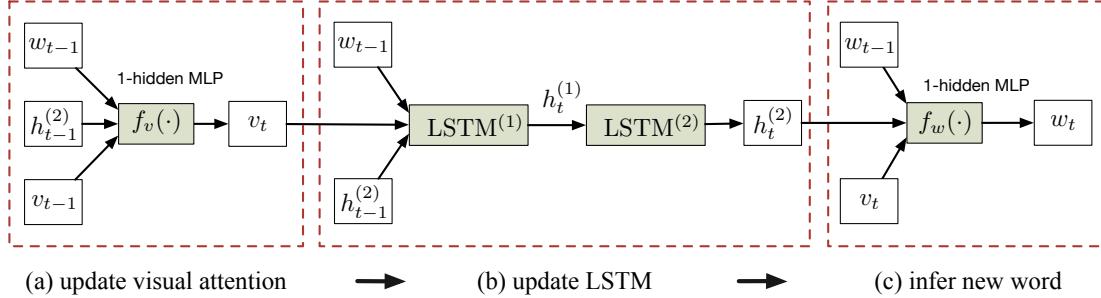 w_{t-1}
1-hidden MLP
h_{t-1}^{(2)}
f_v(·)
v_t
v_{t-1}
(a) update visual attention
w_{t-1}
LSTM^{(1)}
h_t^{(1)}
LSTM^{(2)}
h_t^{(2)}
h_{t-1}^{(2)}
(b) update LSTM
w_{t-1}
1-hidden MLP
f_w(·)
w_t
v_t
(c) infer new word